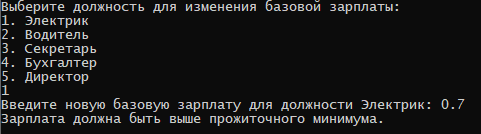 Выберите должность для изменения базовой зарплаты:
1. Электрик
2. Водитель
3. Секретарь
4. Бухгалтер
5. Директор
1
Введите новую базовую зарплату для должности Электрик: 0.7
Зарплата должна быть выше прожиточного минимума.